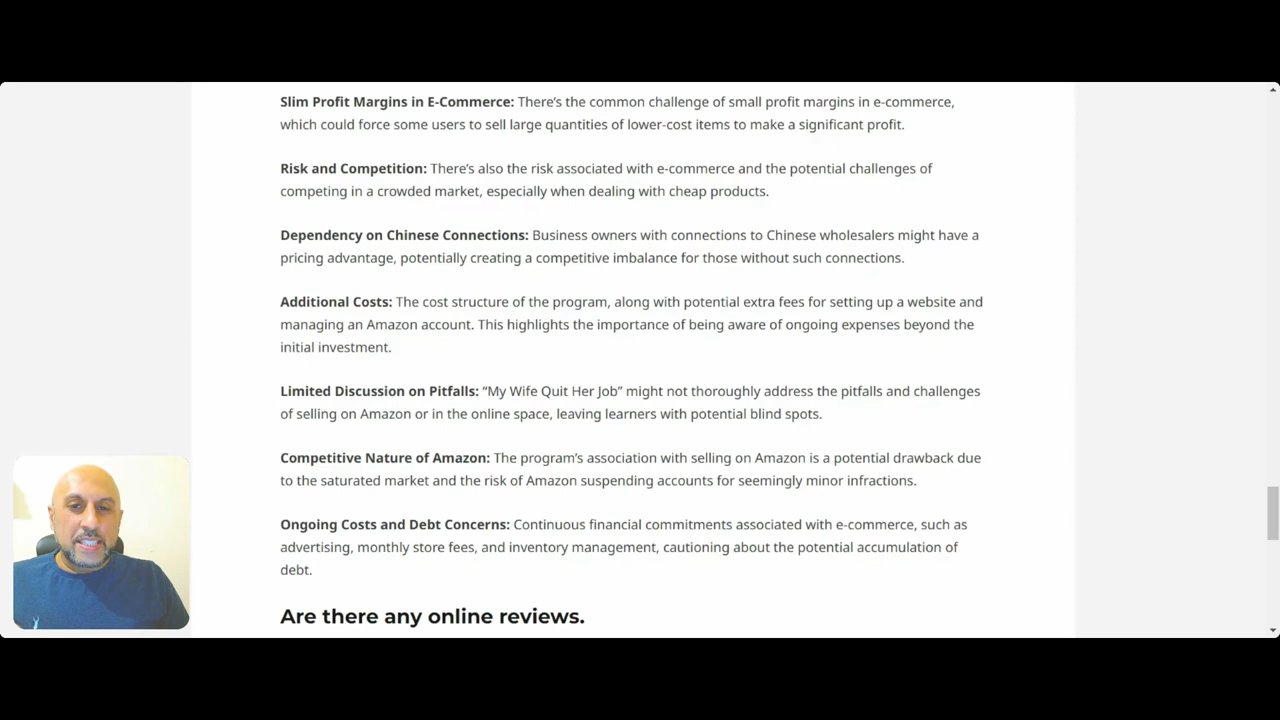 Slim Profit Margins in E-Commerce: There's the common challenge of small profit margins in e-commerce,
which could force some users to sell large quantities of lower-cost items to make a significant profit.
Risk and Competition: There's also the risk associated with e-commerce and the potential challenges of
competing in a crowded market, especially when dealing with cheap products.
Dependency on Chinese Connections: Business owners with connections to Chinese wholesalers might have a
pricing advantage, potentially creating a competitive imbalance for those without such connections.
Additional Costs: The cost structure of the program, along with potential extra fees for setting up a website and
managing an Amazon account. This highlights the importance of being aware of ongoing expenses beyond the
initial investment.
Limited Discussion on Pitfalls: “My Wife Quit Her Job” might not thoroughly address the pitfalls and challenges
of selling on Amazon or in the online space, leaving learners with potential blind spots.
Competitive Nature of Amazon: The program's association with selling on Amazon is a potential drawback due
to the saturated market and the risk of Amazon suspending accounts for seemingly minor infractions.
Ongoing Costs and Debt Concerns: Continuous financial commitments associated with e-commerce, such as
advertising, monthly store fees, and inventory management, cautioning about the potential accumulation of
debt.
Are there any online reviews.